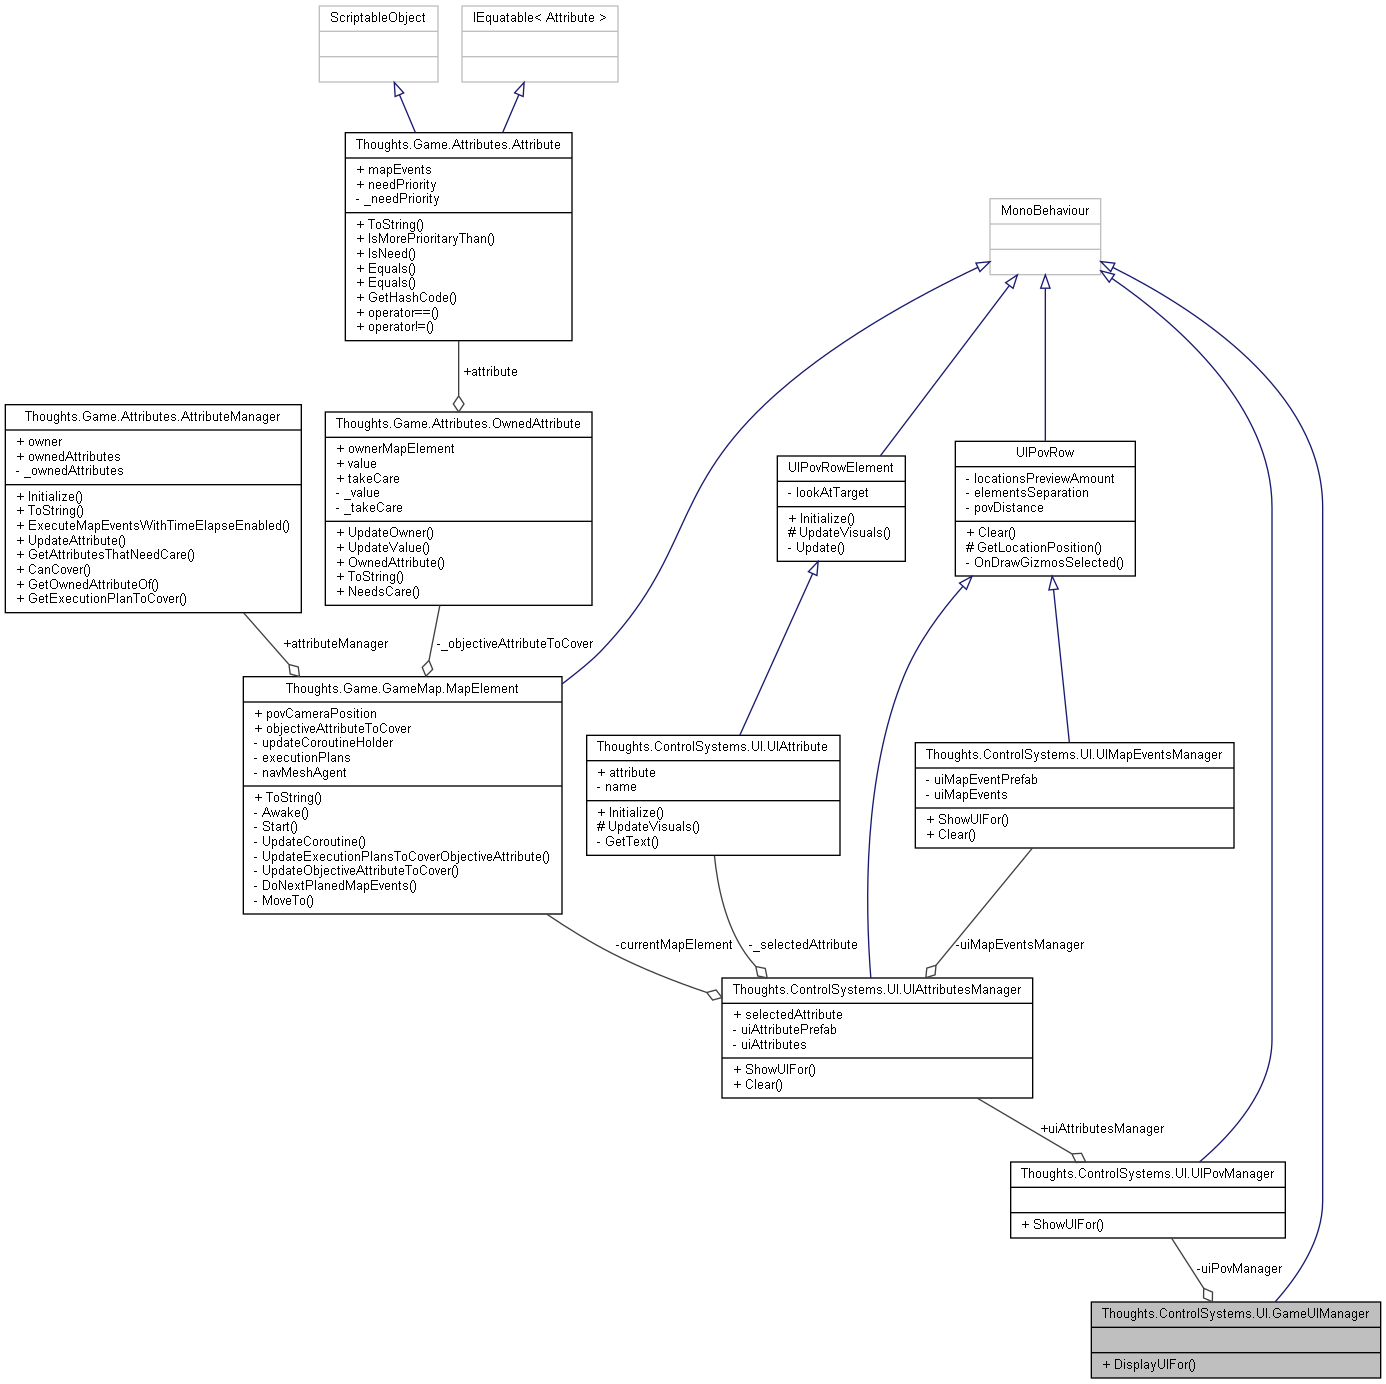 ScriptableObject
IEquatable< Attribute >
Thoughts.Game.Attributes.Attribute
+ mapEvents
+ needPriority
- _needPriority
+ ToString()
+ IsMorePrioritaryThan()
+ IsNeed()
+ Equals()
+ Equals()
+ GetHashCode()
+ operator==()
+ operator!=()
MonoBehaviour
+attribute
Thoughts.Game.Attributes.AttributeManager
+ owner
+ ownedAttributes
- _ownedAttributes
+ Initialize()
+ ToString()
+ ExecuteMapEventsWithTimeElapseEnabled()
+ UpdateAttribute()
+ GetAttributesThatNeedCare()
+ CanCover()
+ GetOwnedAttributeOf()
+ GetExecutionPlanToCover()
Thoughts.Game.Attributes.OwnedAttribute
+ ownerMapElement
+ value
+ takeCare
- _value
- _takeCare
+ UpdateOwner()
+ UpdateValue()
+ OwnedAttribute()
+ ToString()
+ NeedsCare()
UIPovRowElement
- lookAtTarget
+ Initialize()
# UpdateVisuals()
- Update()
UIPovRow
- locationsPreviewAmount
- elementsSeparation
- povDistance
+ Clear()
# GetLocationPosition()
- OnDrawGizmosSelected()
+attributeManager
-_objectiveAttributeToCover
Thoughts.Game.GameMap.MapElement
+ povCameraPosition
+ objectiveAttributeToCover
- updateCoroutineHolder
- executionPlans
- navMeshAgent
+ ToString()
- Awake()
- Start()
- UpdateCoroutine()
- UpdateExecutionPlansToCoverObjectiveAttribute()
- UpdateObjectiveAttributeToCover()
- DoNextPlanedMapEvents()
- MoveTo()
Thoughts.ControlSystems.UI.UIAttribute
+ attribute
- name
+ Initialize()
# UpdateVisuals()
- GetText()
Thoughts.ControlSystems.UI.UIMapEventsManager
- uiMapEventPrefab
- uiMapEvents
+ ShowUIFor()
+ Clear()
-currentMapElement
-_selectedAttribute
-uiMapEventsManager
Thoughts.ControlSystems.UI.UIAttributesManager
+ selectedAttribute
- uiAttributePrefab
- uiAttributes
+ ShowUIFor()
+ Clear()
+uiAttributesManager
Thoughts.ControlSystems.UI.UIPovManager
+ ShowUIFor()
-uiPovManager
Thoughts.ControlSystems.UI.GameUIManager
+ DisplayUIFor()